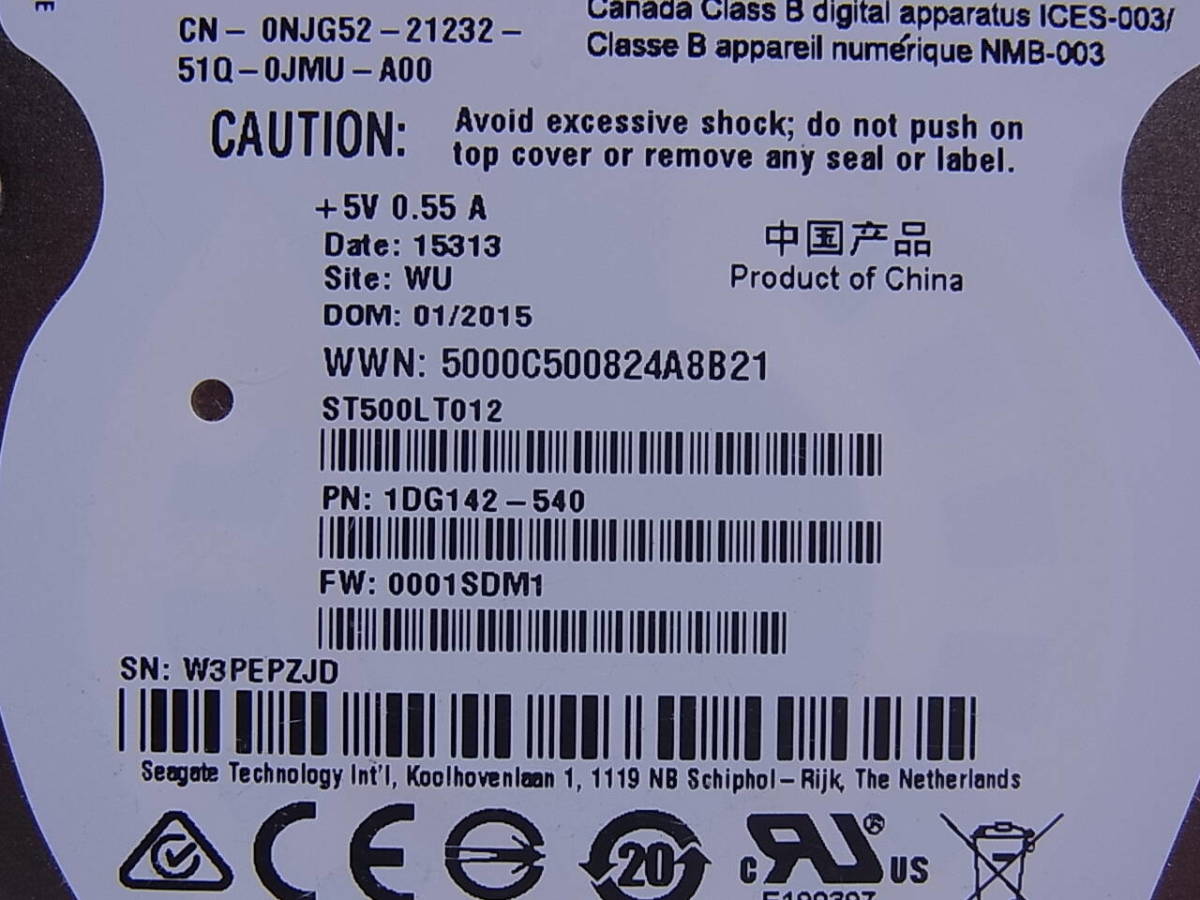 CN- 0NJG52-21232-
51Q-0JMU-A00
Canada Class B digital apparatus ICES-003/
Classe B appareil numérique NMB-003
CAUTION: Avoid excessive shock; do not push on
top cover or remove any seal or label.
+5V 0.55 A
Date: 15313
Site: WU
DOM: 01/2015
中国产品
Product of China
WWN: 5000C500824A8B21
ST500LT012
PN: 1DG142-540
FW: 0001SDM1
SN: W3PEPZJD
Seagate Technology Int'l, Koolhovenlaan 1, 1119 NB Schiphol-Rijk, The Netherlands
CE
20
c RU® US